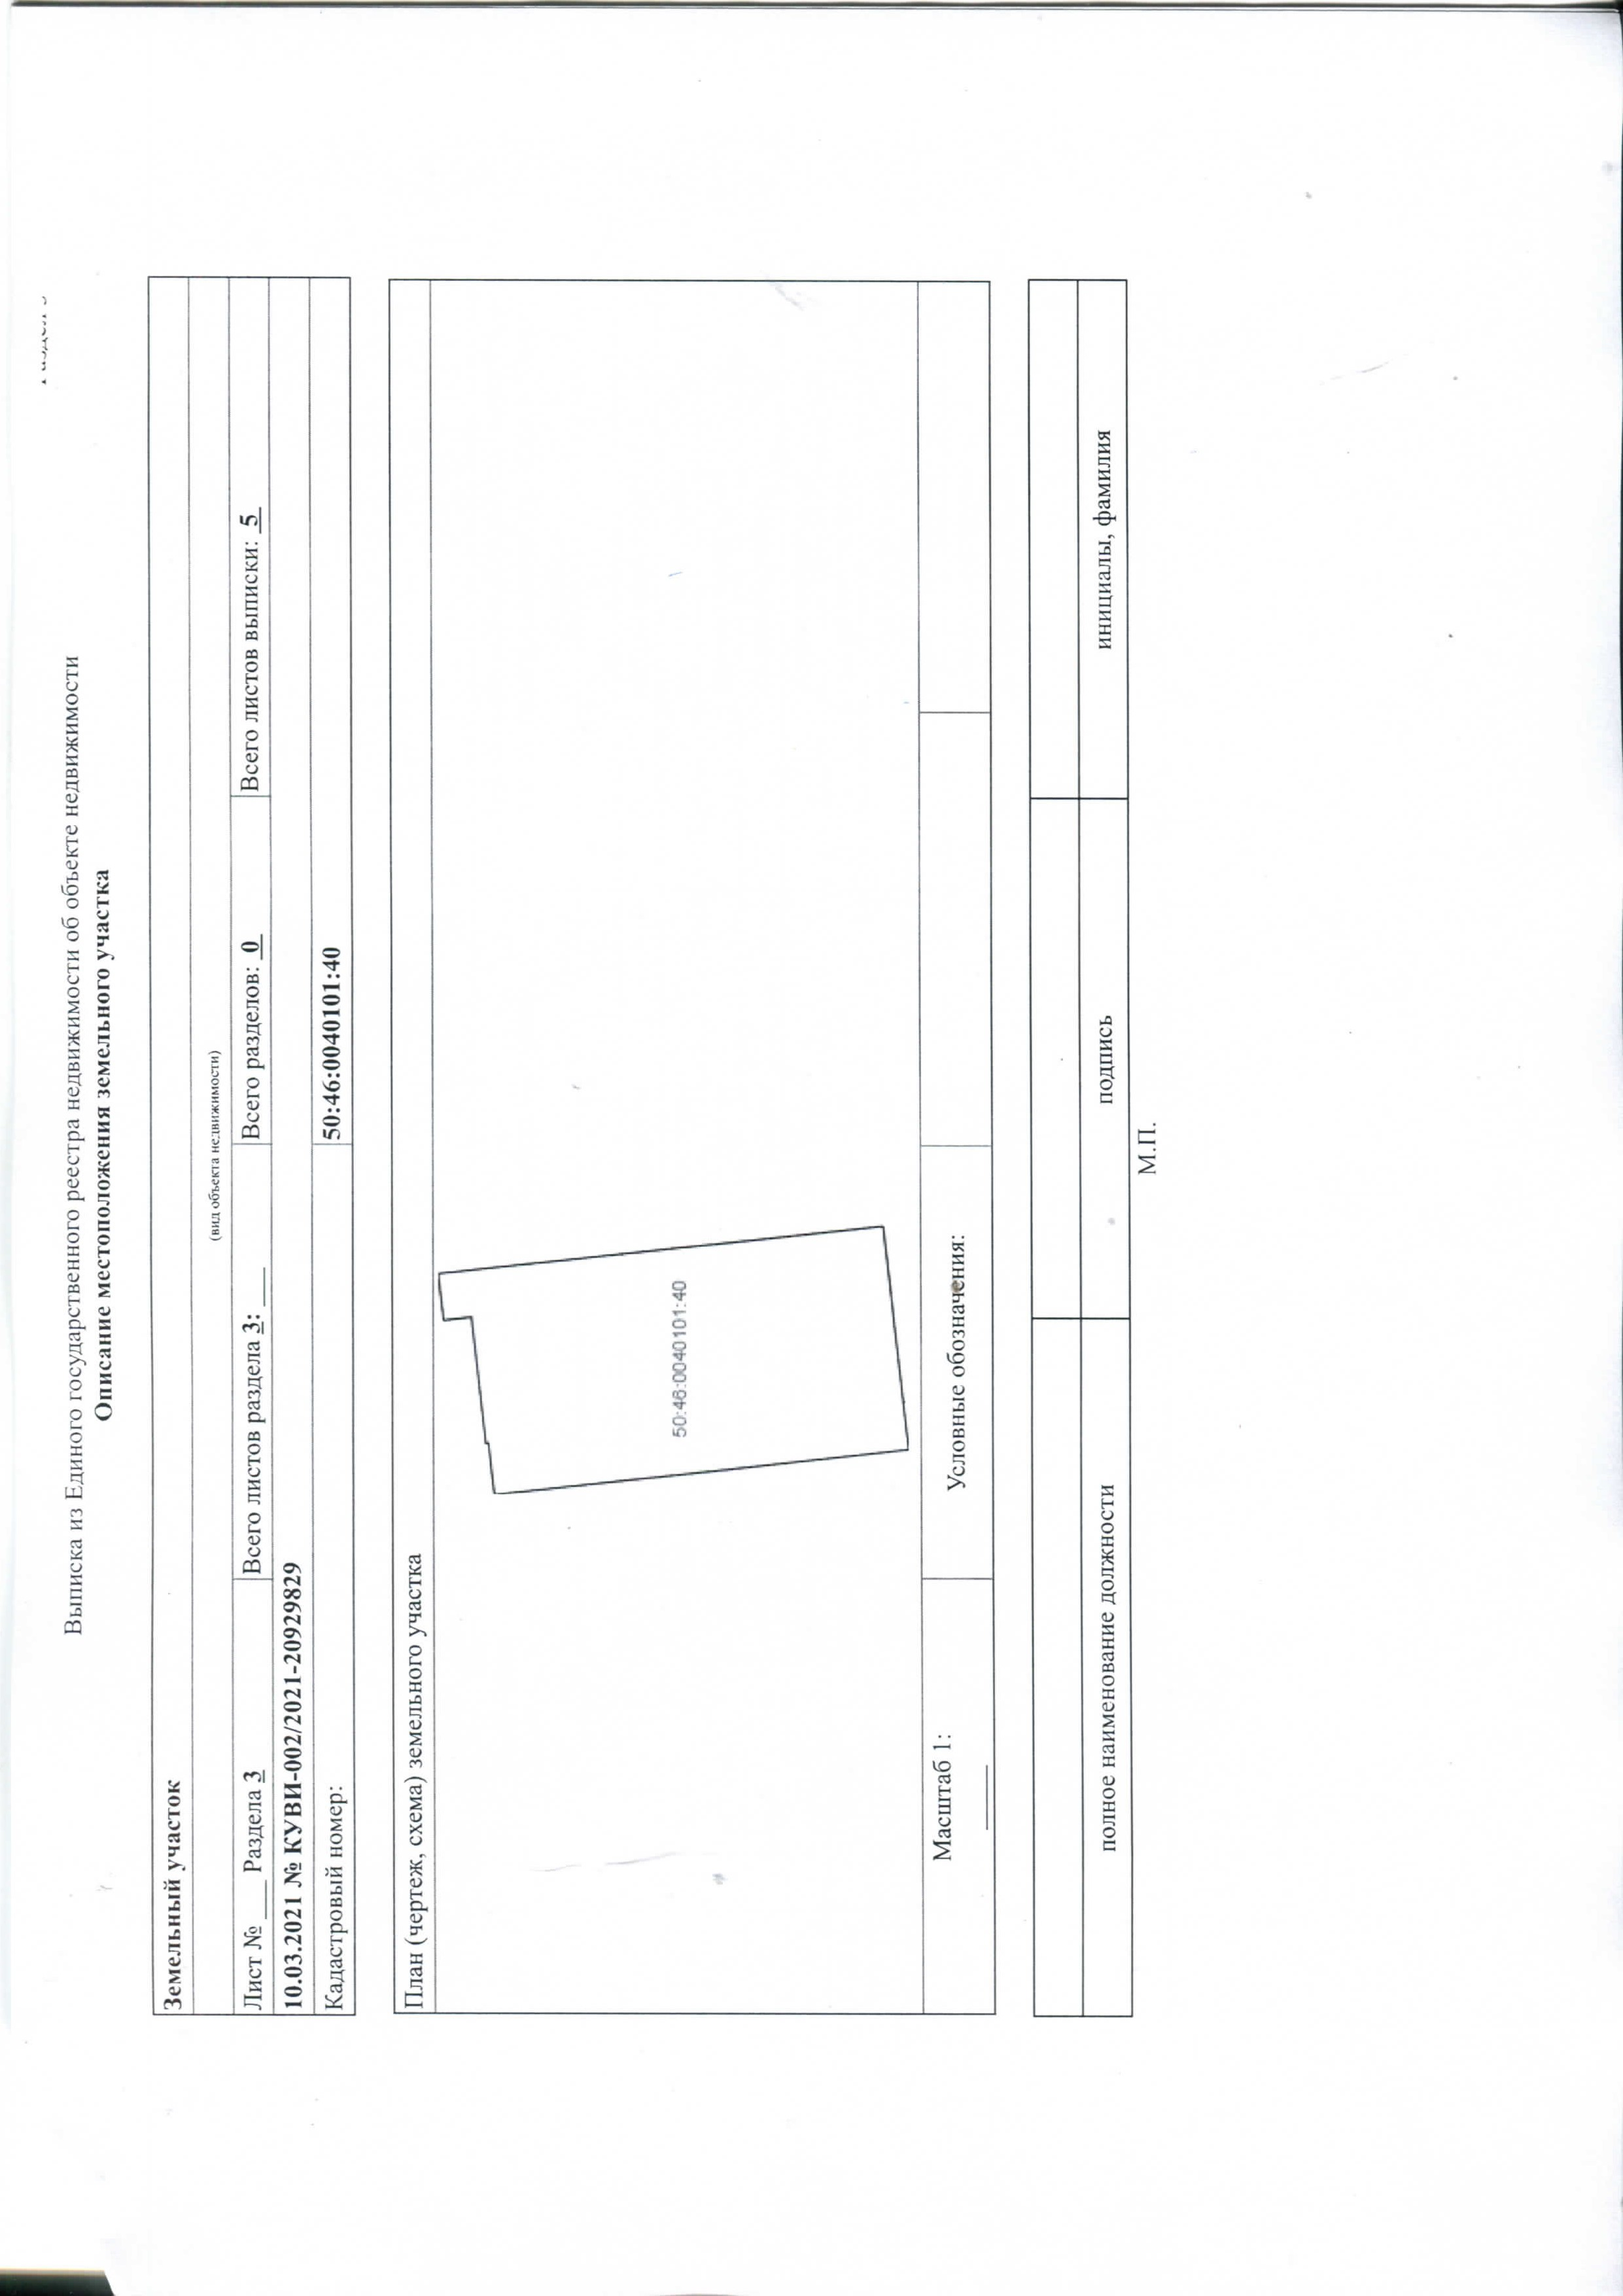 Выписка из Единого государственного реестра недвижимости об объекте недвижимости
Описание местоположения земельного участка
Земельный участок
(вид объекта недвижимости)
Лист № ___ Раздела 3 Всего листов раздела 3: ___ Всего разделов: 0 Всего листов выписки: 5
10.03.2021 № КУВИ-002/2021-20929829
Кадастровый номер: 50:46:0040101:40
План (чертеж, схема) земельного участка
50:46:0040101:40
Масштаб 1: Условные обозначения:
полное наименование должности подпись инициалы, фамилия
М.П.